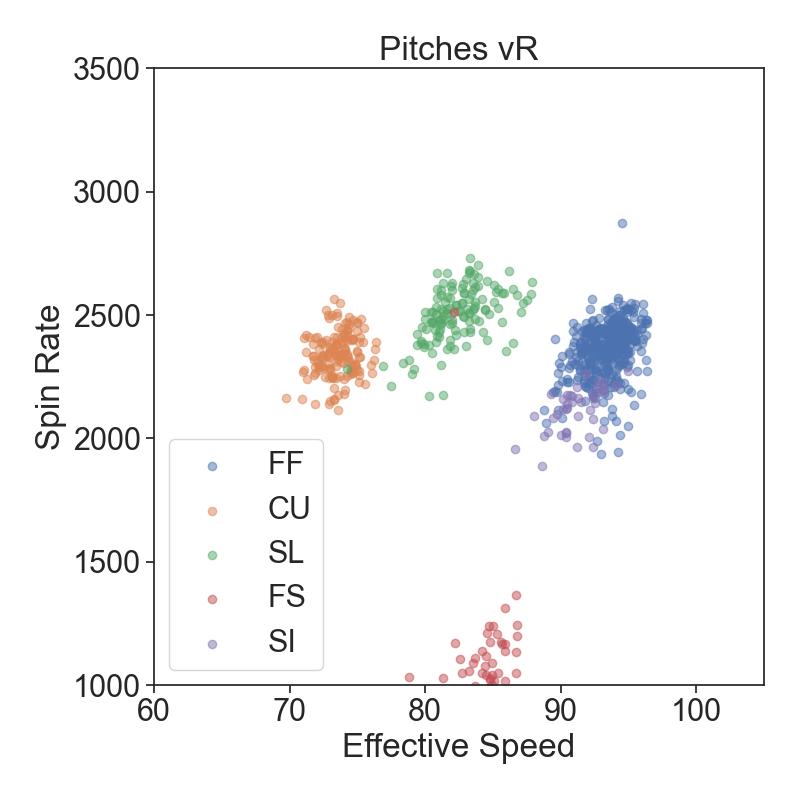 Pitches vR
3500
3000
2500
2000
1500
1000
Spin Rate
FF
CU
SL
FS
SI
60 70 80 90 100
Effective Speed